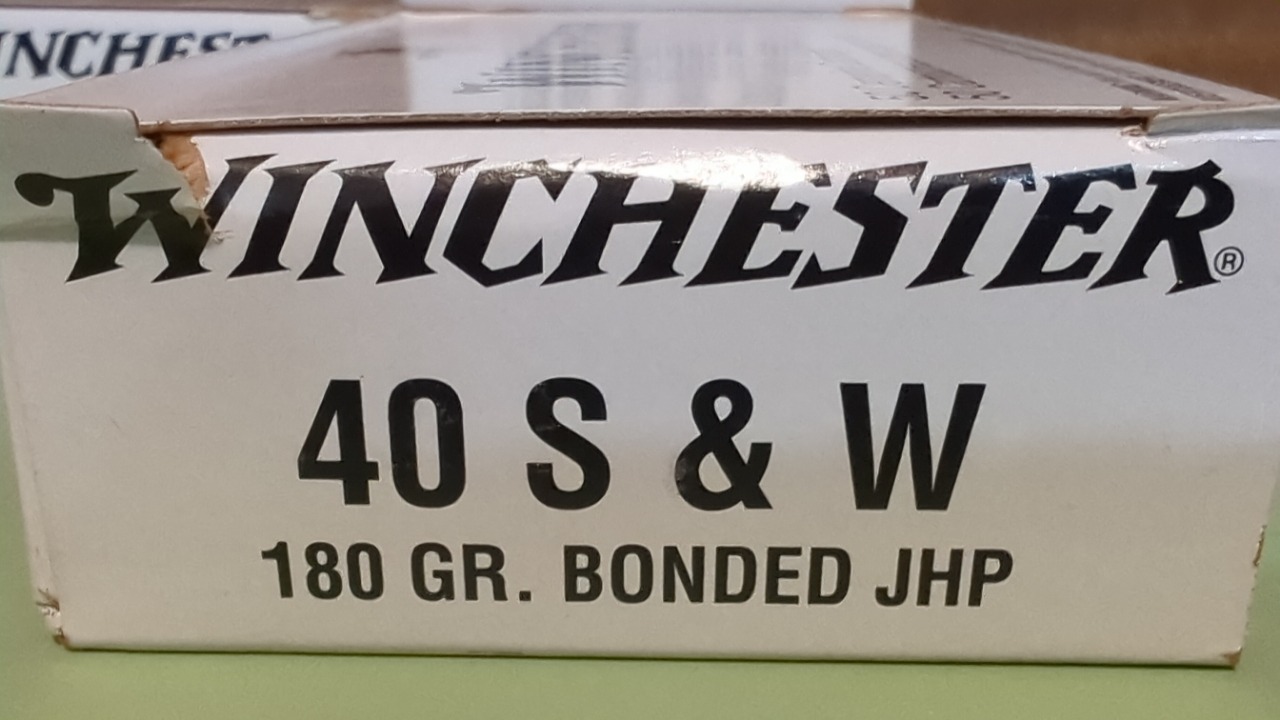 WINCHESTER®
40 S & W
180 GR. BONDED JHP